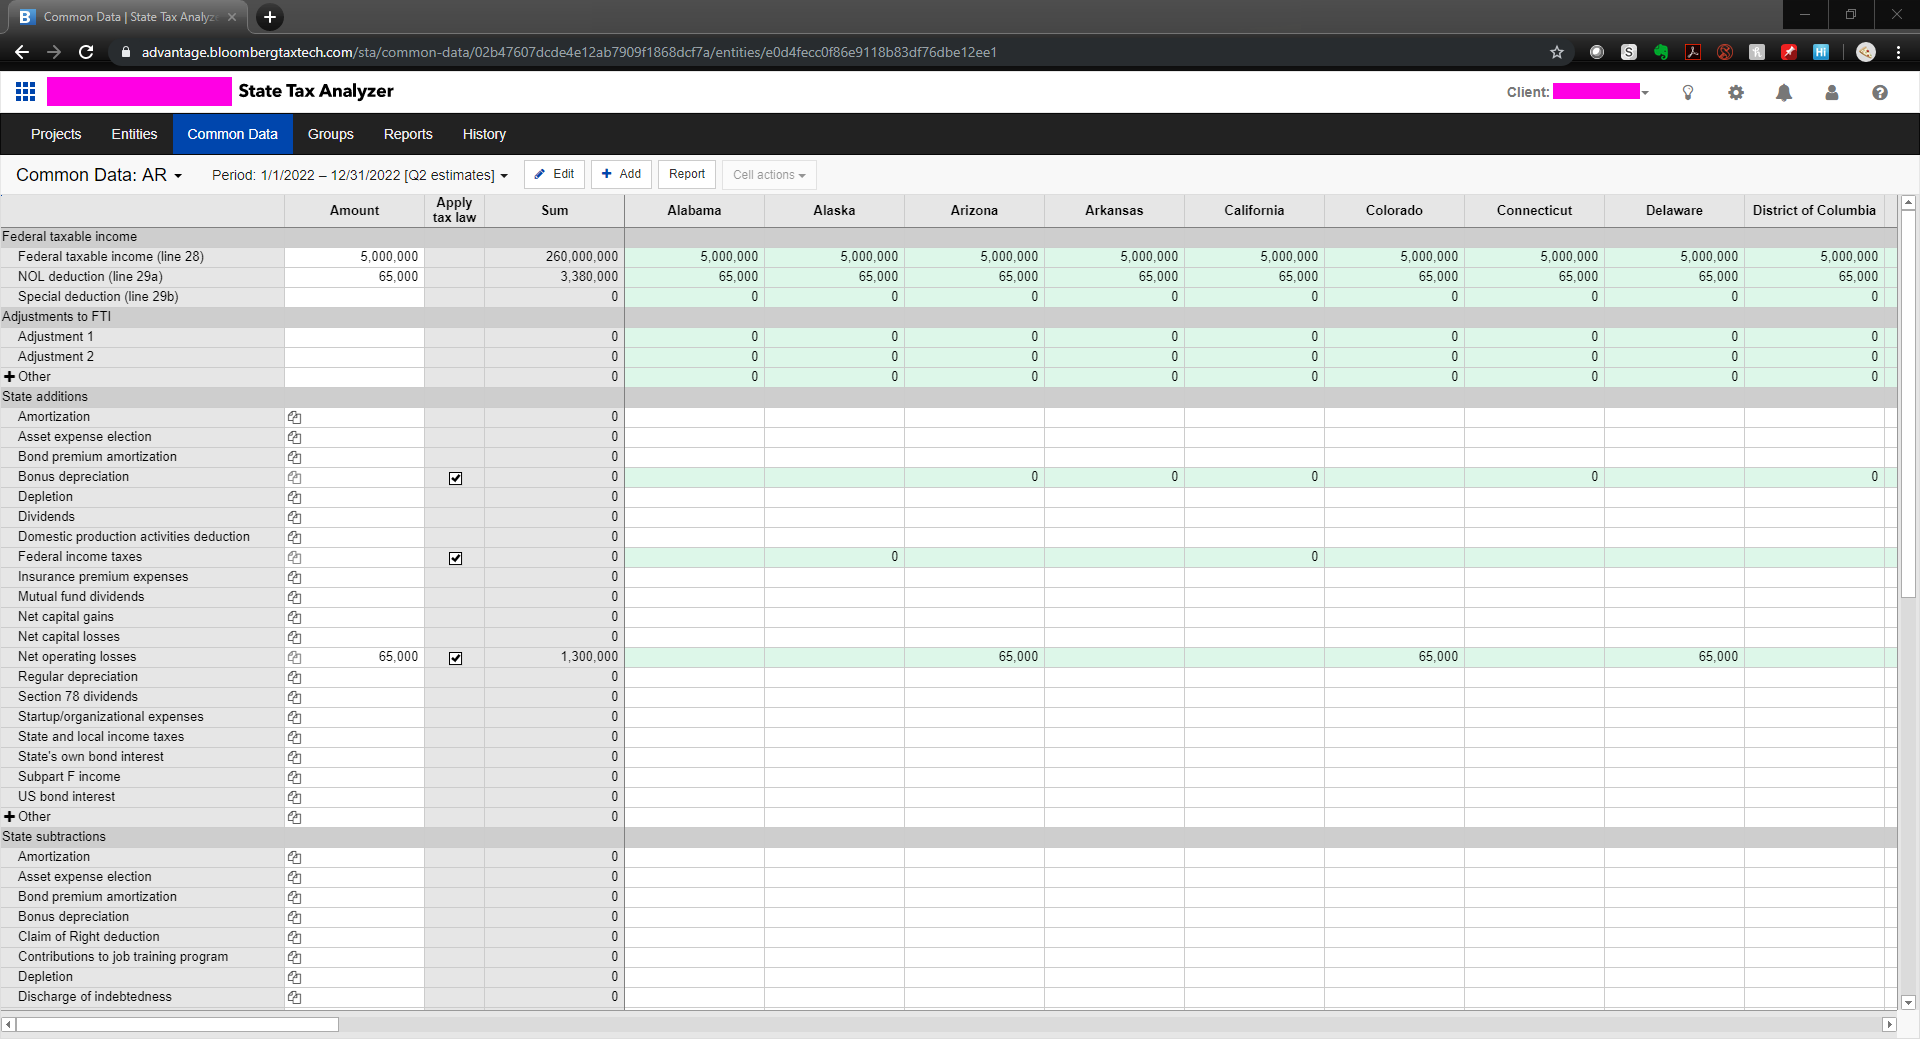 Common Data | State Tax Analyze
advantage.bloombergtaxtech.com/sta/common-data/02b47607dcde4e12ab7909f1868dcf7a/entities/e0d4fecc0f86e9118b83df76dbe12ee1
State Tax Analyzer
Client:
Projects Entities Common Data Groups Reports History
Common Data: AR Period: 1/1/2022 – 12/31/2022 [Q2 estimates] Edit Add Report Cell actions
Amount Apply tax law Sum Alabama Alaska Arizona Arkansas California Colorado Connecticut Delaware District of Columbia
Federal taxable income
Federal taxable income (line 28) 5,000,000 260,000,000 5,000,000 5,000,000 5,000,000 5,000,000 5,000,000 5,000,000 5,000,000 5,000,000 5,000,000
NOL deduction (line 29a) 65,000 3,380,000 65,000 65,000 65,000 65,000 65,000 65,000 65,000 65,000 65,000
Special deduction (line 29b) 0 0 0 0 0 0 0 0 0 0
Adjustments to FTI
Adjustment 1 0 0 0 0 0 0 0 0 0 0
Adjustment 2 0 0 0 0 0 0 0 0 0 0
Other 0 0 0 0 0 0 0 0 0 0
State additions
Amortization 0
Asset expense election 0
Bond premium amortization 0
Bonus depreciation 0 0 0 0 0 0
Depletion 0
Dividends 0
Domestic production activities deduction 0
Federal income taxes 0 0 0
Insurance premium expenses 0
Mutual fund dividends 0
Net capital gains 0
Net capital losses 0
Net operating losses 65,000 1,300,000 65,000 65,000 65,000
Regular depreciation 0
Section 78 dividends 0
Startup/organizational expenses 0
State and local income taxes 0
State's own bond interest 0
Subpart F income 0
US bond interest 0
Other 0
State subtractions
Amortization 0
Asset expense election 0
Bond premium amortization 0
Bonus depreciation 0
Claim of Right deduction 0
Contributions to job training program 0
Depletion 0
Discharge of indebtedness 0